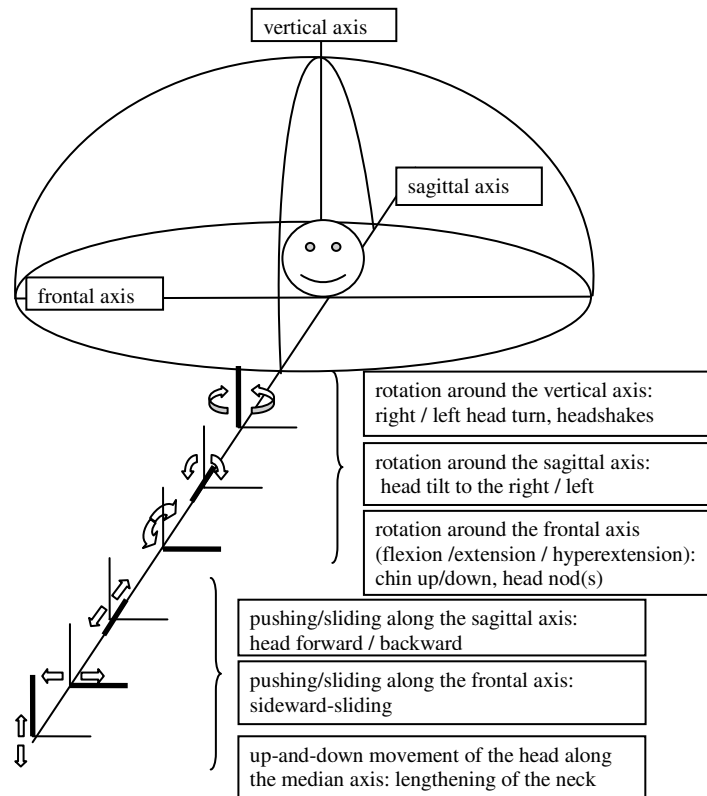 vertical axis
sagittal axis
frontal axis
rotation around the vertical axis:
right / left head turn, headshakes
rotation around the sagittal axis:
head tilt to the right / left
rotation around the frontal axis
(flexion /extension / hyperextension):
chin up/down, head nod(s)
pushing/sliding along the sagittal axis:
head forward / backward
pushing/sliding along the frontal axis:
sideward-sliding
up-and-down movement of the head along
the median axis: lengthening of the neck